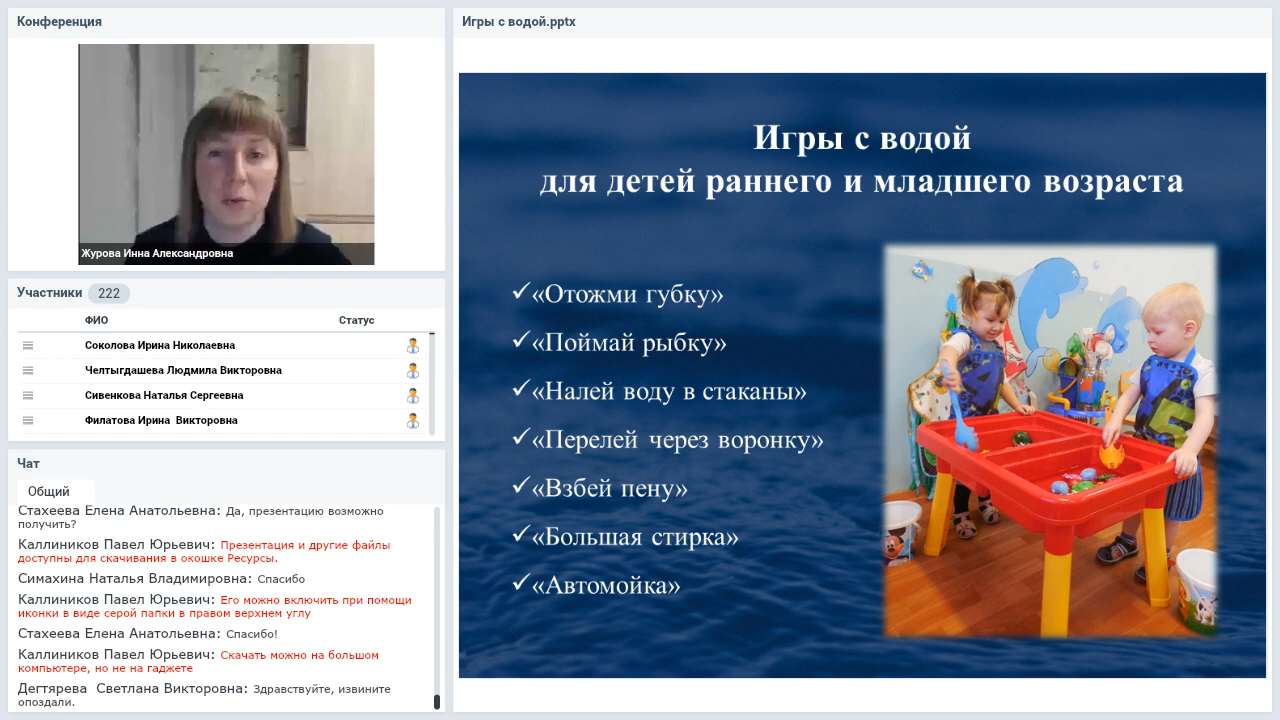 Конференция
Журова Инна Александровна
Участники 222
ФИО Статус
Соколова Ирина Николаевна
Челтыгдашева Людмила Викторовна
Сивенкова Наталья Сергеевна
Филатова Ирина Викторовна
Чат
Общий
Стахеева Елена Анатольевна: Да, презентацию возможно
получить?
Каллиников Павел Юрьевич: Презентация и другие файлы
доступны для скачивания в окошке Ресурсы.
Симахина Наталья Владимировна: Спасибо
Каллиников Павел Юрьевич: Его можно включить при помощи
иконки в виде серой папки в правом верхнем углу
Стахеева Елена Анатольевна: Спасибо!
Каллиников Павел Юрьевич: Скачать можно на большом
компьютере, но не на гаджете
Дегтярева Светлана Викторовна: Здравствуйте, извините
опоздали.
Игры с водой.pptx
Игры с водой
для детей раннего и младшего возраста
✓«Отожми губку»
✓«Поймай рыбку»
✓«Налей воду в стаканы»
✓«Перелей через воронку»
✓«Взбей пену»
✓«Большая стирка»
✓«Автомойка»